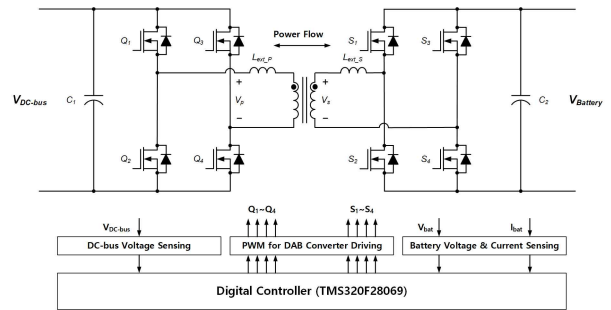 Q1
Q3
Power Flow
S1
S3
Lext_P
Lext_S
VDC-bus
C1
+
Vp
−
+
Vs
−
C2
VBattery
Q2
Q4
S2
S4
Q1~Q4
S1~S4
VDC-bus
Vbat
Ibat
DC-bus Voltage Sensing
PWM for DAB Converter Driving
Battery Voltage & Current Sensing
Digital Controller (TMS320F28069)